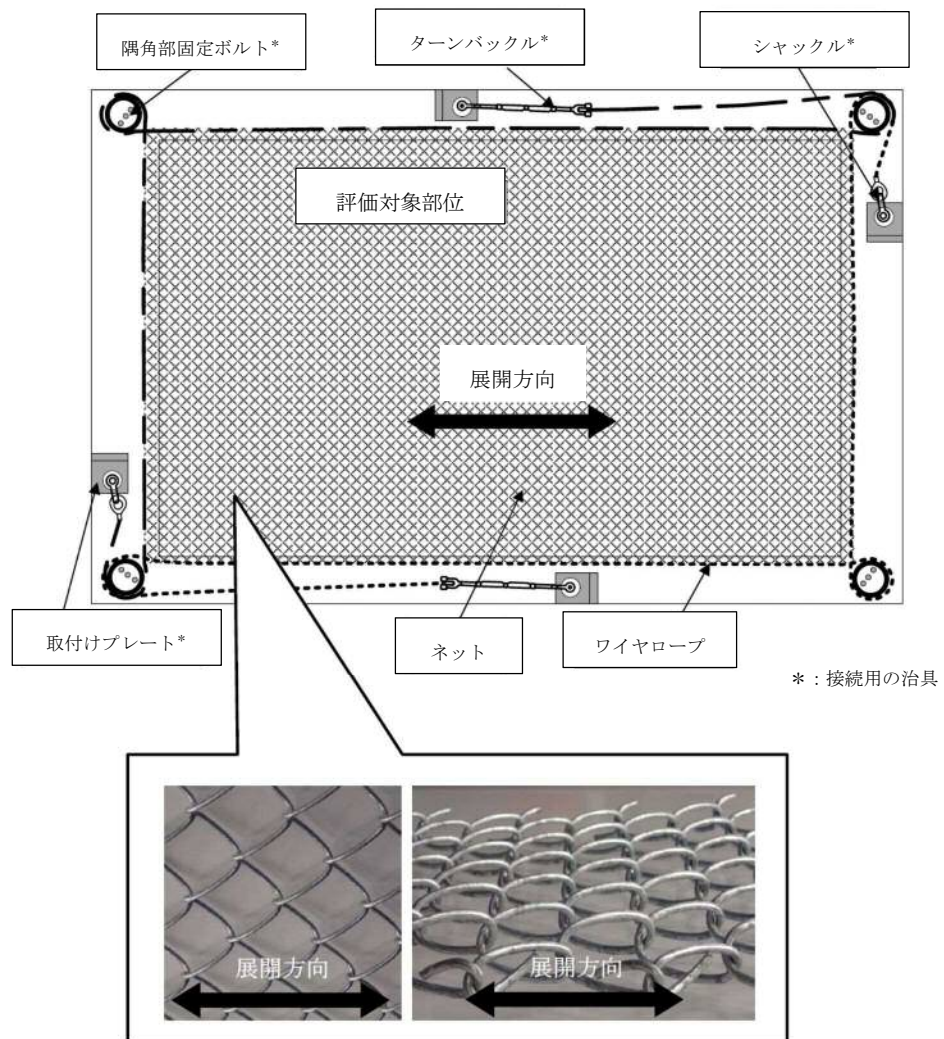 隅角部固定ボルト*
ターンバックル*
シャックル*
評価対象部位
展開方向
取付けプレート*
ネット
ワイヤロープ
*:接続用の治具
展開方向
展開方向